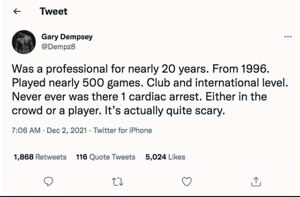 Tweet
Gary Dempsey
@Dempz8
Was a professional for nearly 20 years. From 1996.
Played nearly 500 games. Club and international level.
Never ever was there 1 cardiac arrest. Either in the
crowd or a player. It's actually quite scary.
7:06 AM · Dec 2, 2021 · Twitter for iPhone
1,868 Retweets 116 Quote Tweets 5,024 Likes